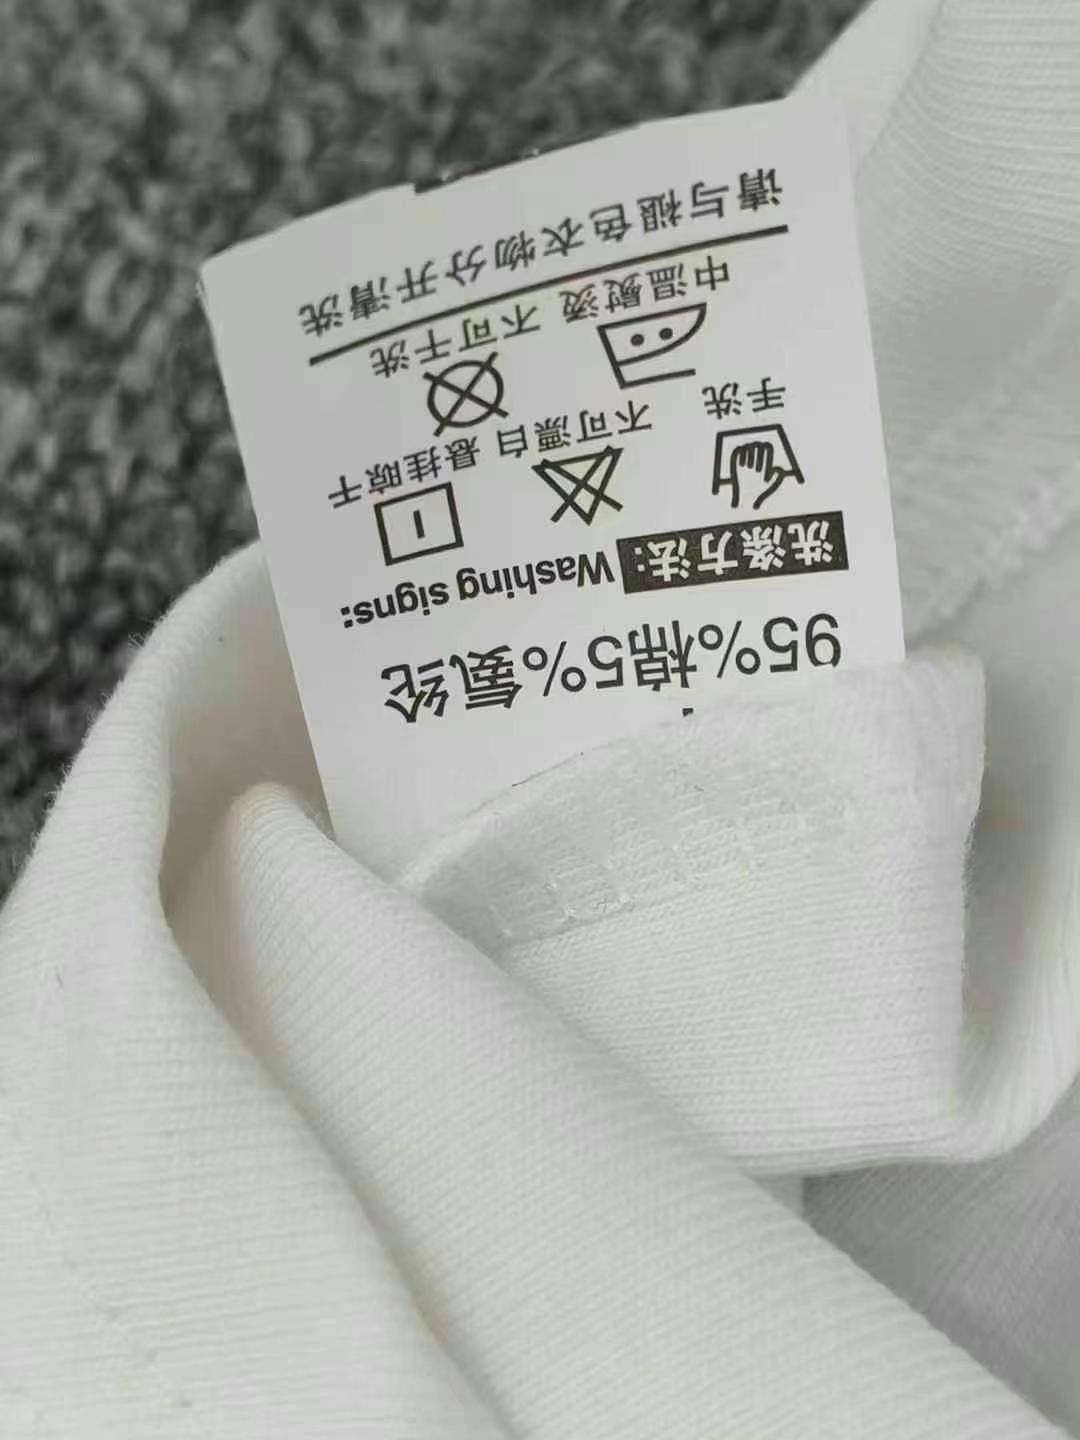 95%棉5%氨纶
洗涤方法: Washing signs:
手洗 不可漂白 悬挂晾干
中温熨烫 不可干洗
请与褪色衣物分开清洗